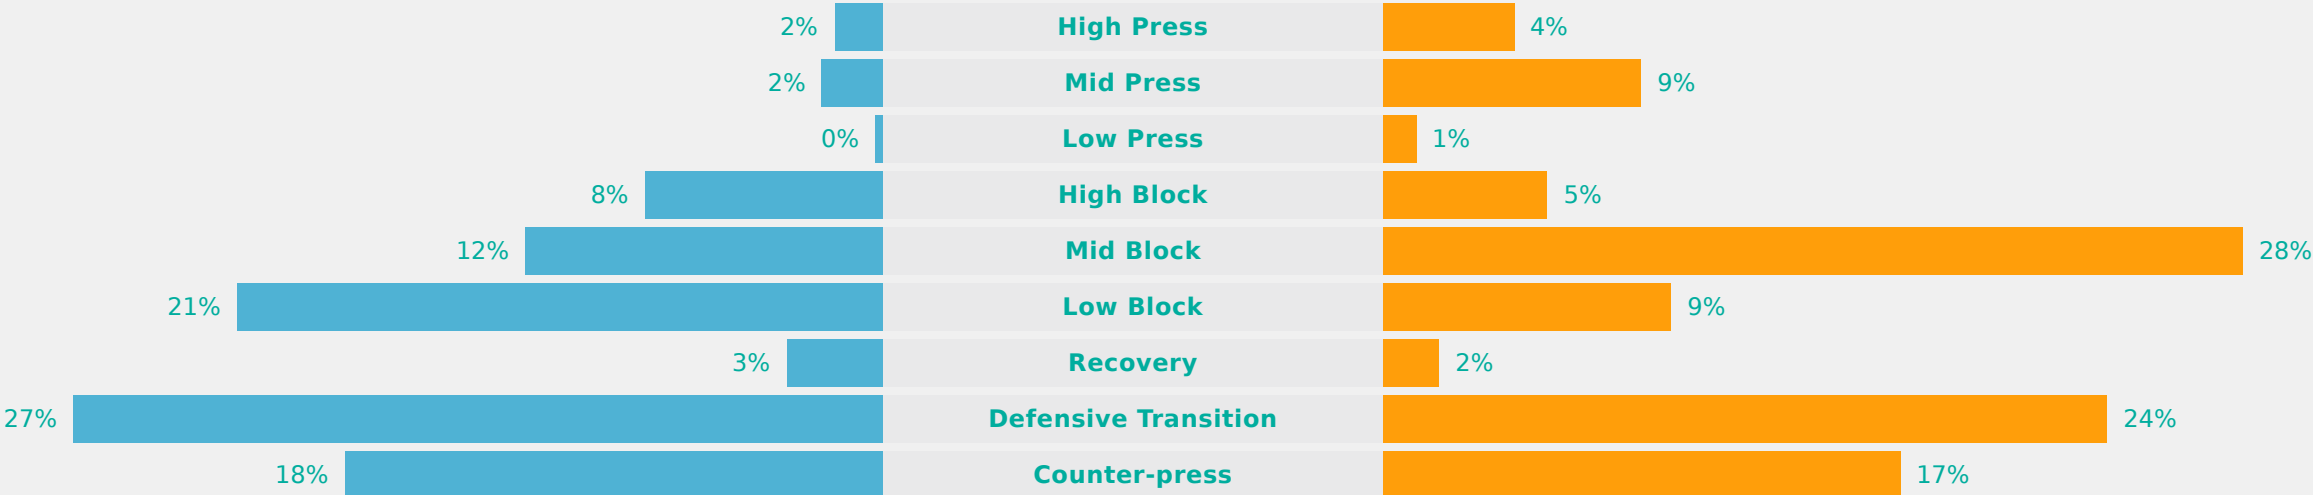 2% High Press 4%
2% Mid Press 9%
0% Low Press 1%
8% High Block 5%
12% Mid Block 28%
21% Low Block 9%
3% Recovery 2%
27% Defensive Transition 24%
18% Counter-press 17%